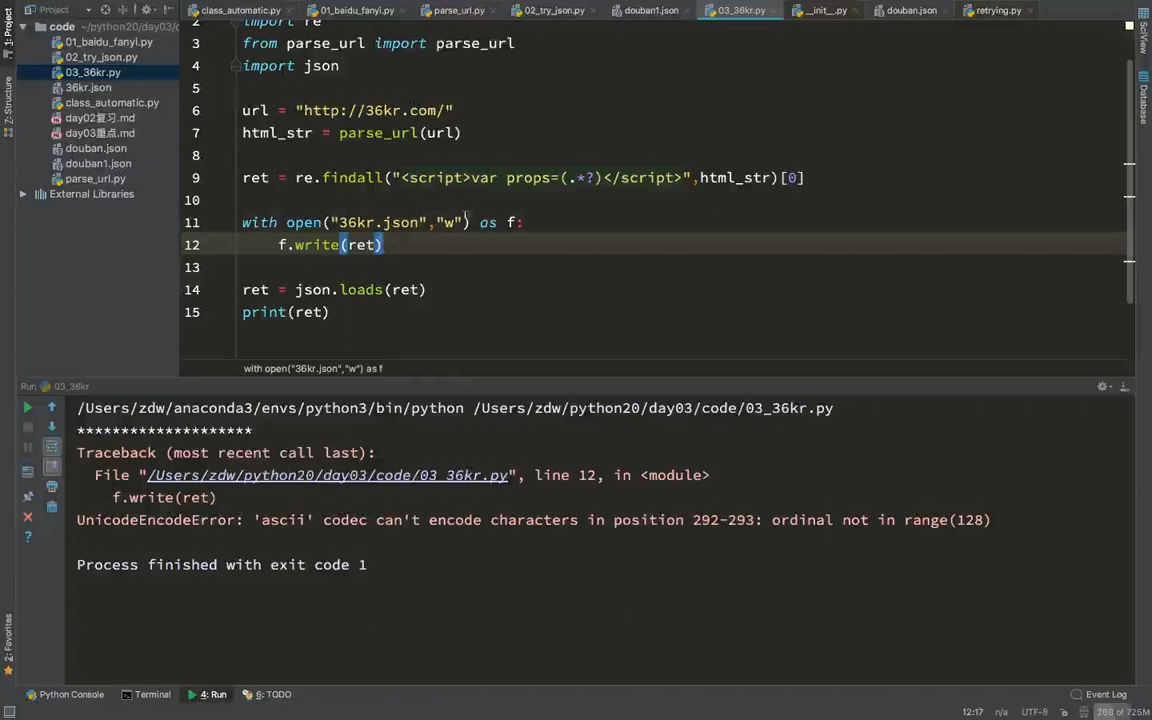 Project
class_automatic.py
01_baidu_fanyi.py
parse_url.py
02_try_json.py
douban1.json
03_36kr.py
__init__.py
douban.json
retrying.py
1: Project
code ~/python20/day03/c
01_baidu_fanyi.py
02_try_json.py
03_36kr.py
36kr.json
class_automatic.py
day02复习.md
day03重点.md
douban.json
douban1.json
parse_url.py
External Libraries
Z: Structure
SciView
Database
2 import re
3 from parse_url import parse_url
4 import json
5
6 url = "http://36kr.com/"
7 html_str = parse_url(url)
8
9 ret = re.findall("<script>var props=(.*?)</script>",html_str)[0]
10
11 with open("36kr.json","w") as f:
12 f.write(ret)
13
14 ret = json.loads(ret)
15 print(ret)
with open("36kr.json","w") as f
Run 03_36kr
/Users/zdw/anaconda3/envs/python3/bin/python /Users/zdw/python20/day03/code/03_36kr.py
********************
Traceback (most recent call last):
File "/Users/zdw/python20/day03/code/03_36kr.py", line 12, in <module>
f.write(ret)
UnicodeEncodeError: 'ascii' codec can't encode characters in position 292-293: ordinal not in range(128)
Process finished with exit code 1
2: Favorites
Python Console
Terminal
4: Run
6: TODO
Event Log
12:17 n/a UTF-8 268 of 725M